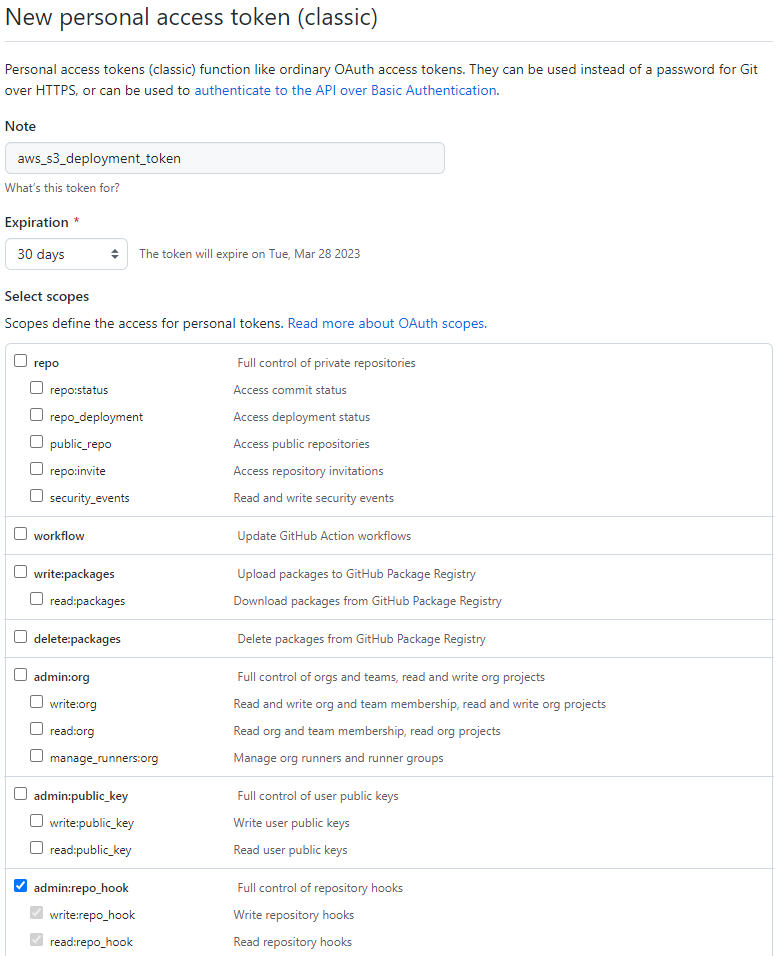 New personal access token (classic)
Personal access tokens (classic) function like ordinary OAuth access tokens. They can be used instead of a password for Git
over HTTPS, or can be used to authenticate to the API over Basic Authentication.
Note
aws_s3_deployment_token
What's this token for?
Expiration *
30 days The token will expire on Tue, Mar 28 2023
Select scopes
Scopes define the access for personal tokens. Read more about OAuth scopes.
repo Full control of private repositories
repo:status Access commit status
repo_deployment Access deployment status
public_repo Access public repositories
repo:invite Access repository invitations
security_events Read and write security events
workflow Update GitHub Action workflows
write:packages Upload packages to GitHub Package Registry
read:packages Download packages from GitHub Package Registry
delete:packages Delete packages from GitHub Package Registry
admin:org Full control of orgs and teams, read and write org projects
write:org Read and write org and team membership, read and write org projects
read:org Read org and team membership, read org projects
manage_runners:org Manage org runners and runner groups
admin:public_key Full control of user public keys
write:public_key Write user public keys
read:public_key Read user public keys
admin:repo_hook Full control of repository hooks
write:repo_hook Write repository hooks
read:repo_hook Read repository hooks